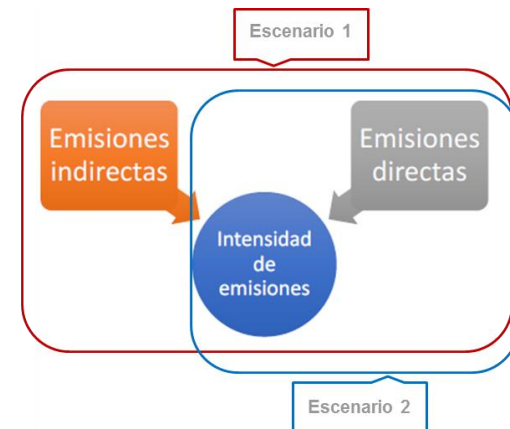 Escenario 1
Emisiones
indirectas
Emisiones
directas
Intensidad
de
emisiones
Escenario 2